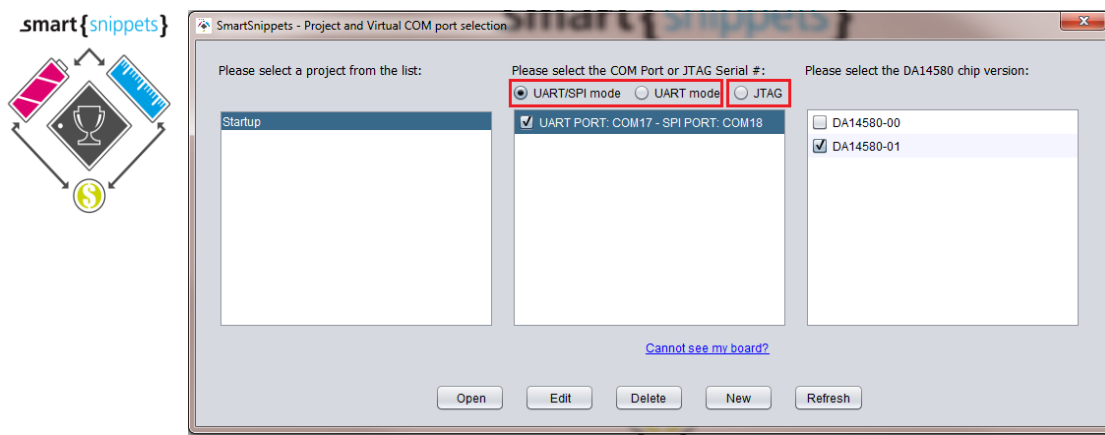 smart{snippets}
SmartSnippets - Project and Virtual COM port selection
smart{snippets}
Please select a project from the list:
Please select the COM Port or JTAG Serial #:
Please select the DA14580 chip version:
UART/SPI mode UART mode JTAG
Startup
UART PORT: COM17 - SPI PORT: COM18
DA14580-00
DA14580-01
Cannot see my board?
Open Edit Delete New Refresh